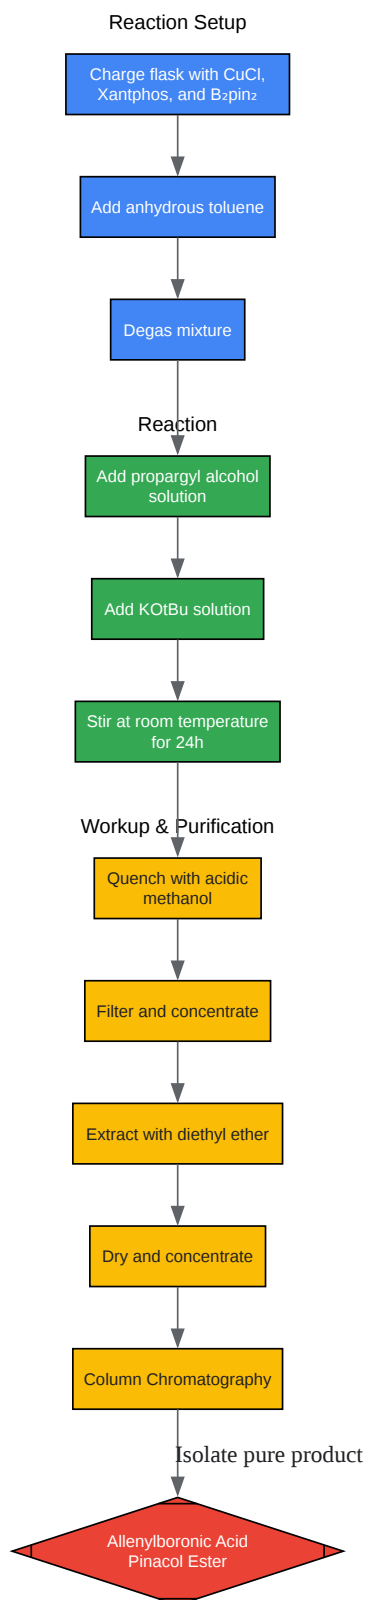 Reaction Setup
Charge flask with CuCl,
Xantphos, and B₂pin₂
Add anhydrous toluene
Degas mixture
Reaction
Add propargyl alcohol
solution
Add KOtBu solution
Stir at room temperature
for 24h
Workup & Purification
Quench with acidic
methanol
Filter and concentrate
Extract with diethyl ether
Dry and concentrate
Column Chromatography
Isolate pure product
Allenylboronic Acid
Pinacol Ester